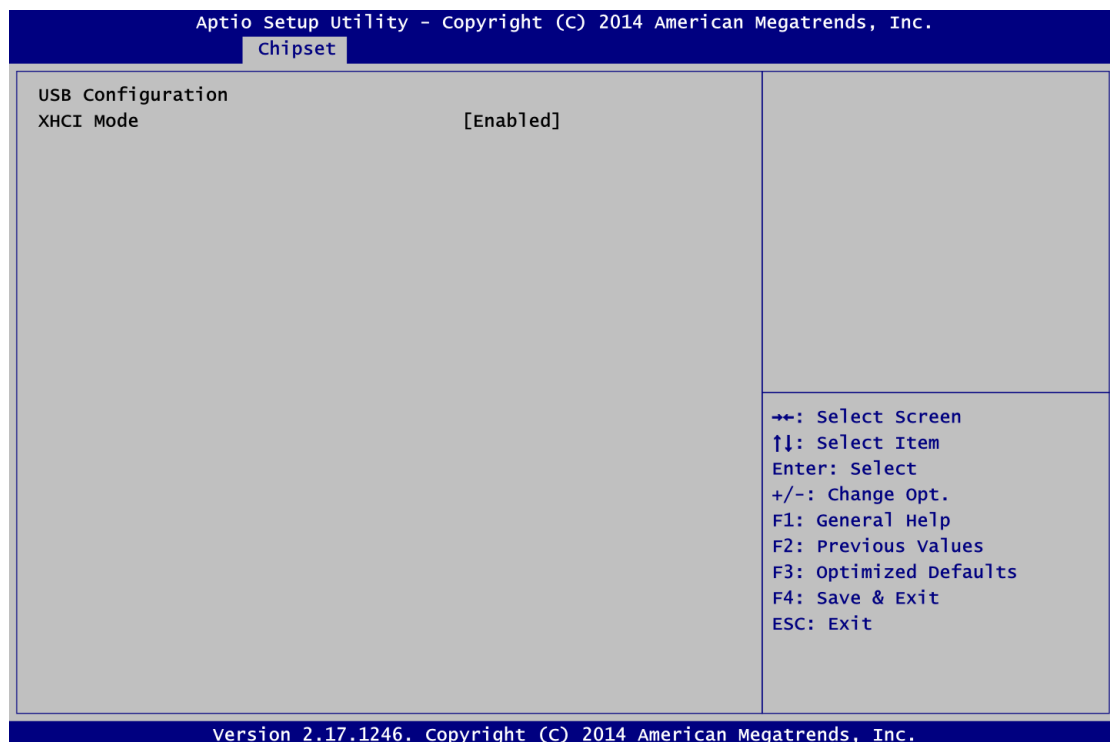 Aptio Setup Utility - Copyright (C) 2014 American Megatrends, Inc.
Chipset
USB Configuration
XHCI Mode [Enabled]
→←: Select Screen
↑↓: Select Item
Enter: Select
+/-: Change Opt.
F1: General Help
F2: Previous Values
F3: Optimized Defaults
F4: Save & Exit
ESC: Exit
Version 2.17.1246. Copyright (C) 2014 American Megatrends, Inc.